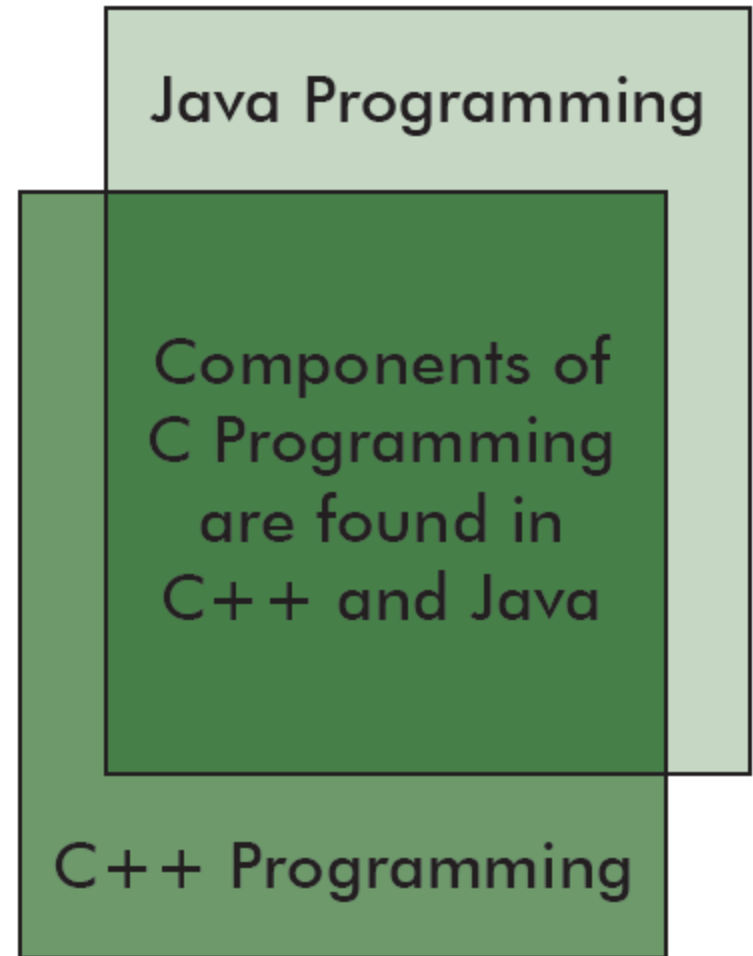 Java Programming
Components of
C Programming
are found in
C++ and Java
C++ Programming